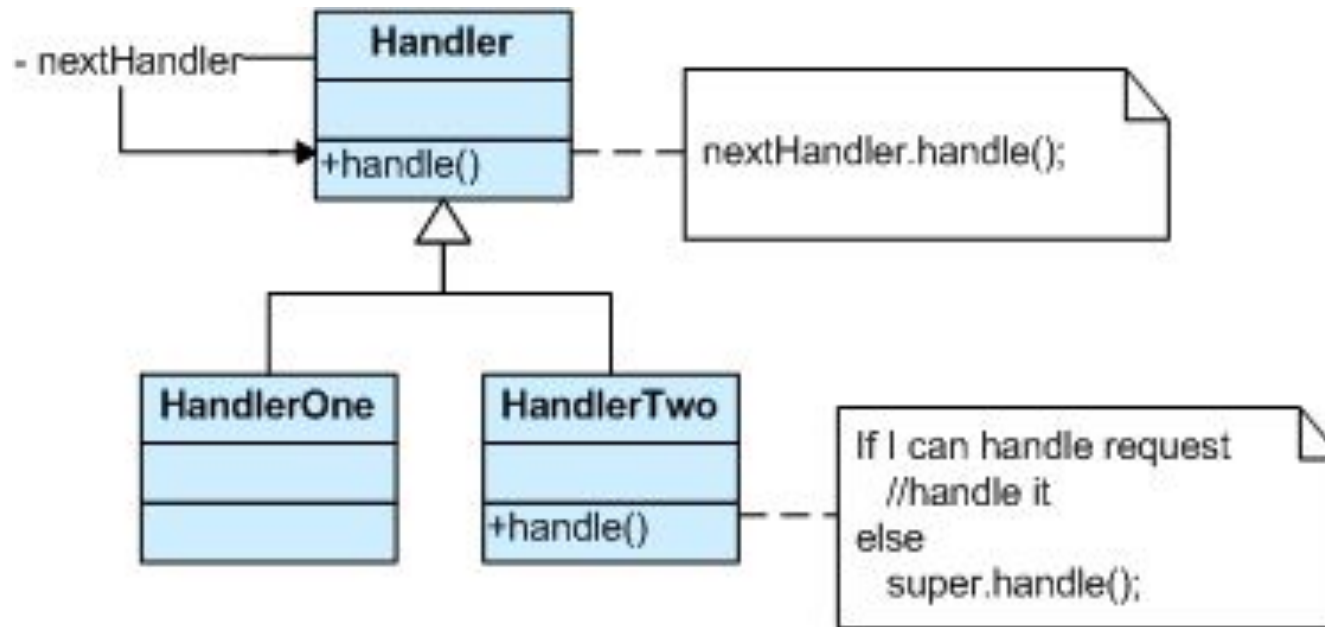 Handler
- nextHandler
+handle()
nextHandler.handle();
HandlerOne
HandlerTwo
+handle()
If I can handle request
//handle it
else
super.handle();